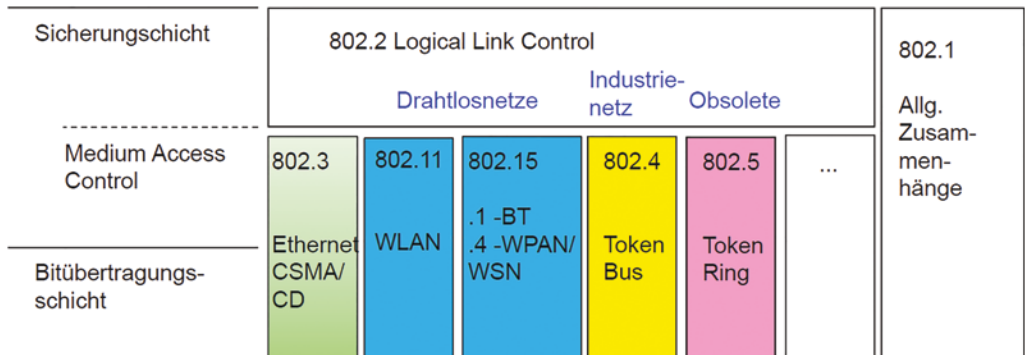 Sicherungschicht
802.2 Logical Link Control
Drahtlosnetze
Industrie-
netz
Obsolete
802.1
Allg.
Zusam-
men-
hänge
Medium Access
Control
802.3
Ethernet
CSMA/
CD
802.11
WLAN
802.15
.1 -BT
.4 -WPAN/
WSN
802.4
Token
Bus
802.5
Token
Ring
...
Bitübertragungs-
schicht